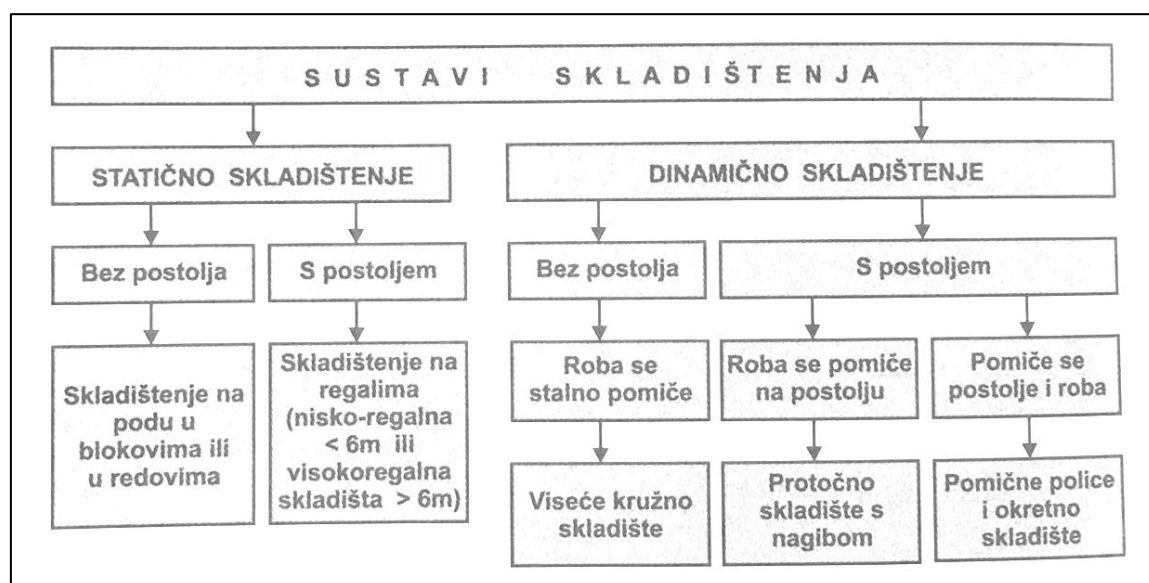 SUSTAVI SKLADIŠTENJA
STATIČNO SKLADIŠTENJE
DINAMIČNO SKLADIŠTENJE
Bez postolja
S postoljem
Bez postolja
S postoljem
Skladištenje na
podu u
blokovima ili
u redovima
Skladištenje na
regalima
(nisko-regalna
< 6m ili
visokoregalna
skladišta > 6m)
Roba se
stalno pomiče
Roba se pomiče
na postolju
Pomiče se
postolje i roba
Viseće kružno
skladište
Protočno
skladište s
nagibom
Pomične police
i okretno
skladište